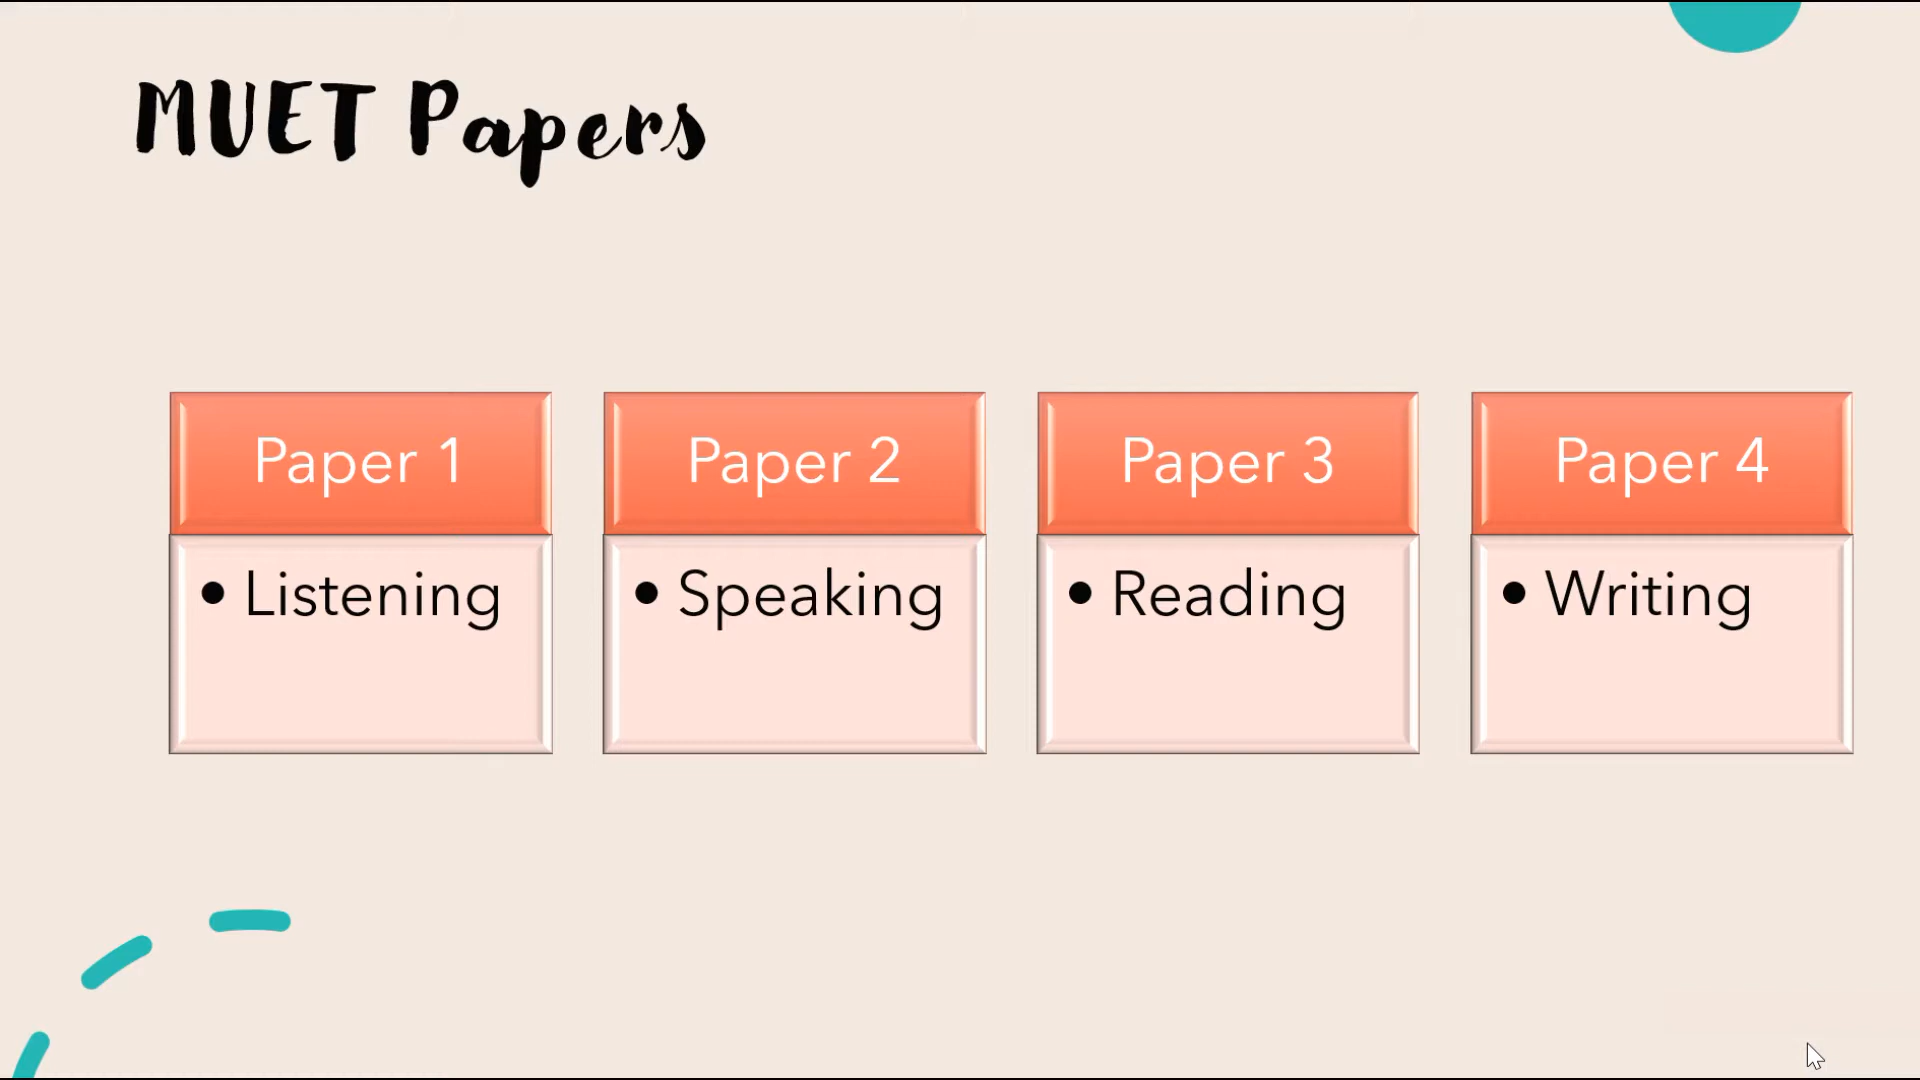 MUET Papers
Paper 1
• Listening
Paper 2
• Speaking
Paper 3
• Reading
Paper 4
• Writing